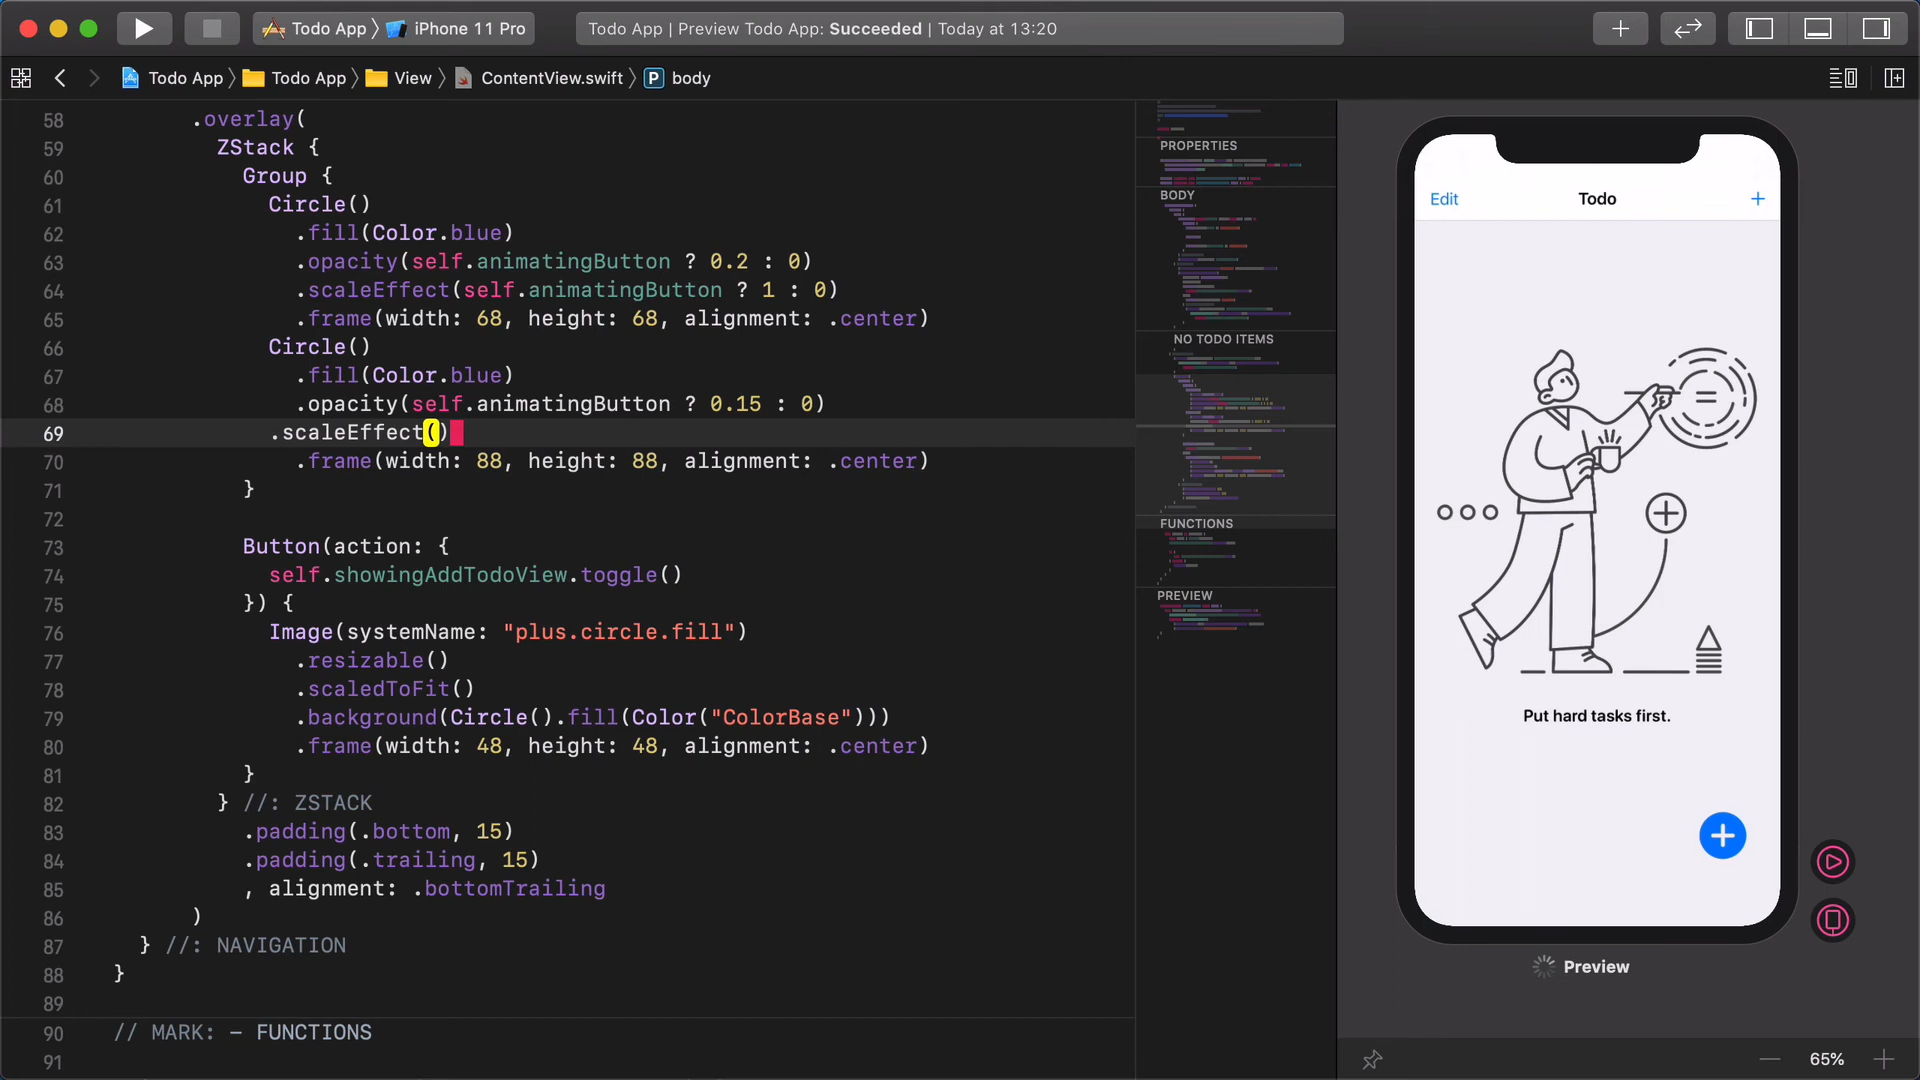 Todo App
iPhone 11 Pro
Todo App | Preview Todo App: Succeeded | Today at 13:20
Todo App
Todo App
View
ContentView.swift
P body
58 .overlay(
59 ZStack {
60 Group {
61 Circle()
62 .fill(Color.blue)
63 .opacity(self.animatingButton ? 0.2 : 0)
64 .scaleEffect(self.animatingButton ? 1 : 0)
65 .frame(width: 68, height: 68, alignment: .center)
66 Circle()
67 .fill(Color.blue)
68 .opacity(self.animatingButton ? 0.15 : 0)
69 .scaleEffect()
70 .frame(width: 88, height: 88, alignment: .center)
71 }
72
73 Button(action: {
74 self.showingAddTodoView.toggle()
75 }) {
76 Image(systemName: "plus.circle.fill")
77 .resizable()
78 .scaledToFit()
79 .background(Circle().fill(Color("ColorBase")))
80 .frame(width: 48, height: 48, alignment: .center)
81 }
82 } //: ZSTACK
83 .padding(.bottom, 15)
84 .padding(.trailing, 15)
85 , alignment: .bottomTrailing
86 )
87 } //: NAVIGATION
88 }
89
90 // MARK: – FUNCTIONS
91
PROPERTIES
BODY
NO TODO ITEMS
FUNCTIONS
PREVIEW
Edit
Todo
+
Put hard tasks first.
Preview
65%